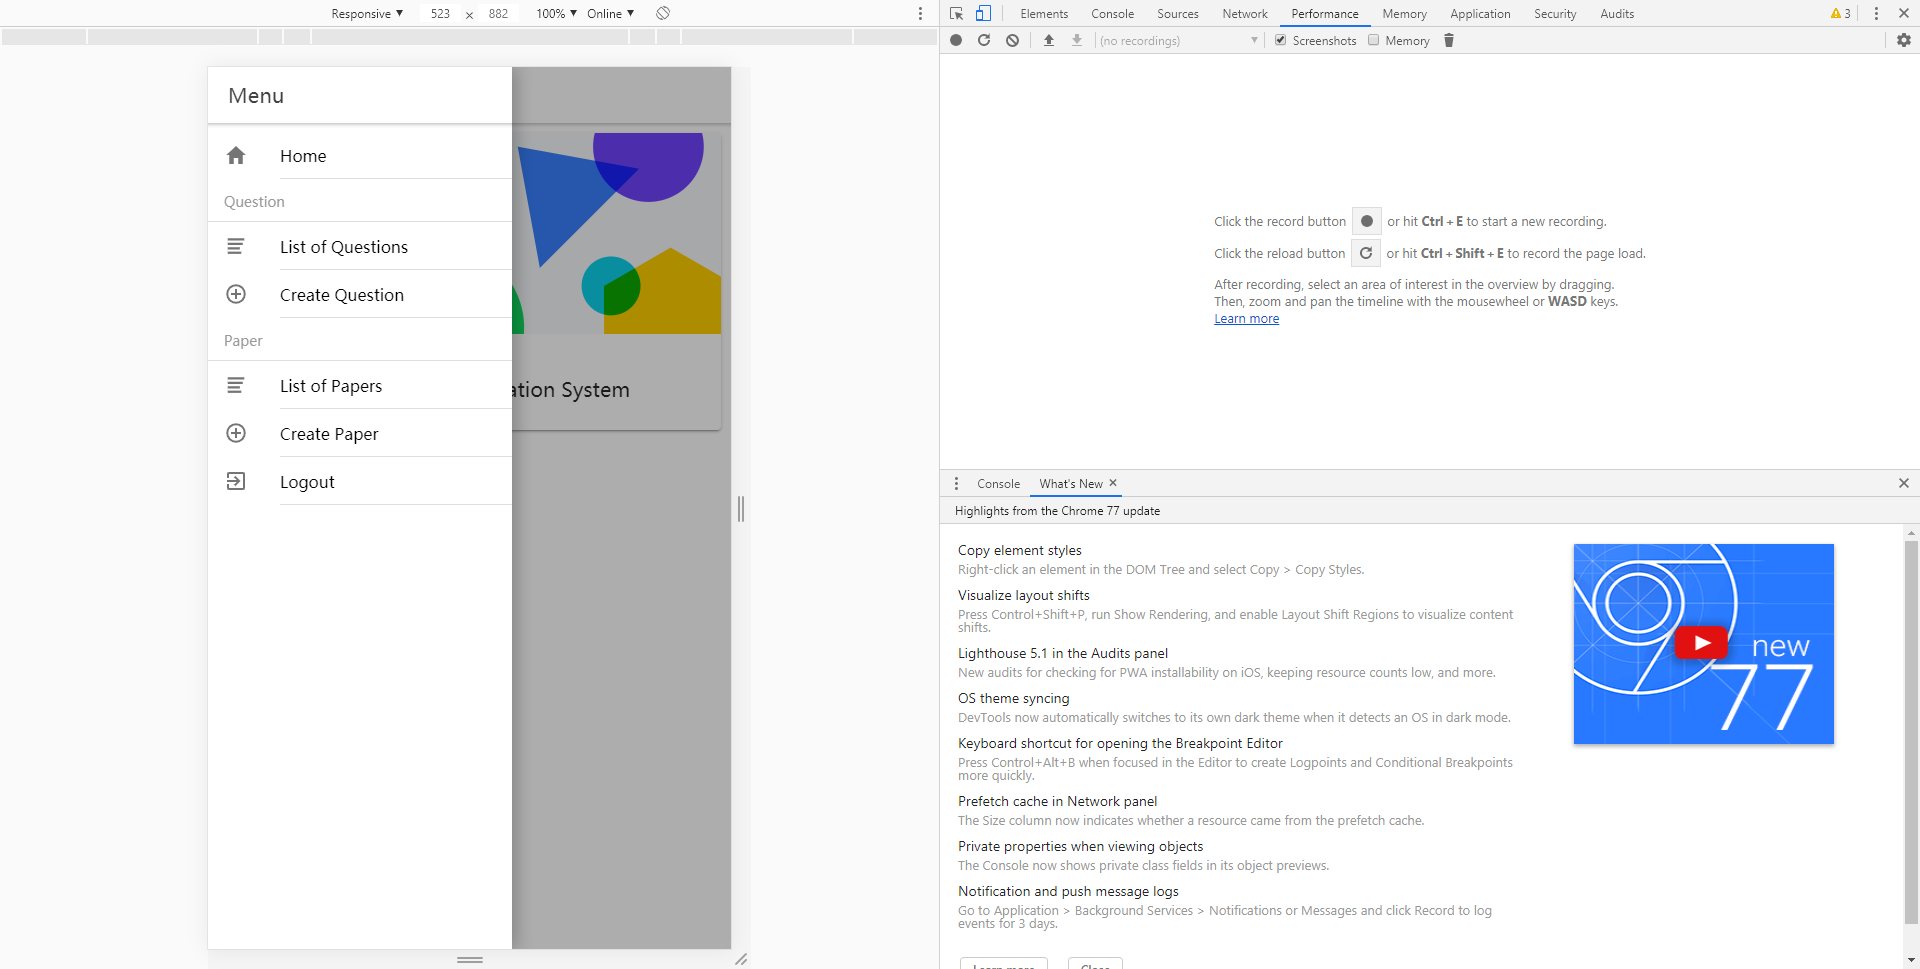 Responsive ▼ 523 × 882 100% ▼ Online ▼
Menu
Home
Question
List of Questions
Create Question
Paper
List of Papers
Create Paper
Logout
ation System
Elements Console Sources Network Performance Memory Application Security Audits 3
(no recordings) Screenshots Memory
Click the record button or hit Ctrl + E to start a new recording.
Click the reload button or hit Ctrl + Shift + E to record the page load.
After recording, select an area of interest in the overview by dragging.
Then, zoom and pan the timeline with the mousewheel or WASD keys.
Learn more
Console What's New ×
Highlights from the Chrome 77 update
Copy element styles
Right-click an element in the DOM Tree and select Copy > Copy Styles.
Visualize layout shifts
Press Control+Shift+P, run Show Rendering, and enable Layout Shift Regions to visualize content
shifts.
Lighthouse 5.1 in the Audits panel
New audits for checking for PWA installability on iOS, keeping resource counts low, and more.
OS theme syncing
DevTools now automatically switches to its own dark theme when it detects an OS in dark mode.
Keyboard shortcut for opening the Breakpoint Editor
Press Control+Alt+B when focused in the Editor to create Logpoints and Conditional Breakpoints
more quickly.
Prefetch cache in Network panel
The Size column now indicates whether a resource came from the prefetch cache.
Private properties when viewing objects
The Console now shows private class fields in its object previews.
Notification and push message logs
Go to Application > Background Services > Notifications or Messages and click Record to log
events for 3 days.
Learn more Close
new
77